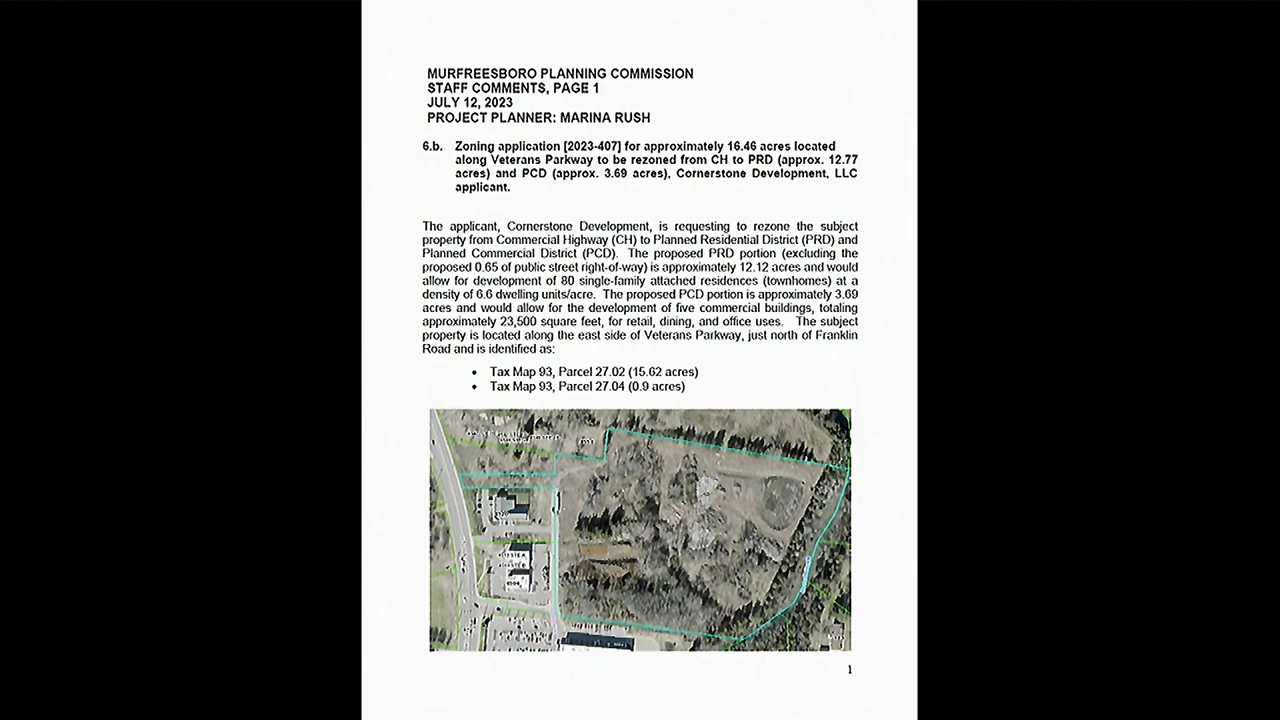 MURFREESBORO PLANNING COMMISSION
STAFF COMMENTS, PAGE 1
JULY 12, 2023
PROJECT PLANNER: MARINA RUSH
6.b. Zoning application [2023-407] for approximately 16.46 acres located
along Veterans Parkway to be rezoned from CH to PRD (approx. 12.77
acres) and PCD (approx. 3.69 acres), Cornerstone Development, LLC
applicant.
The applicant, Cornerstone Development, is requesting to rezone the subject
property from Commercial Highway (CH) to Planned Residential District (PRD) and
Planned Commercial District (PCD). The proposed PRD portion (excluding the
proposed 0.65 of public street right-of-way) is approximately 12.12 acres and would
allow for development of 80 single-family attached residences (townhomes) at a
density of 6.6 dwelling units/acre. The proposed PCD portion is approximately 3.69
acres and would allow for the development of five commercial buildings, totaling
approximately 23,500 square feet, for retail, dining, and office uses. The subject
property is located along the east side of Veterans Parkway, just north of Franklin
Road and is identified as:
• Tax Map 93, Parcel 27.02 (15.62 acres)
• Tax Map 93, Parcel 27.04 (0.9 acres)
1